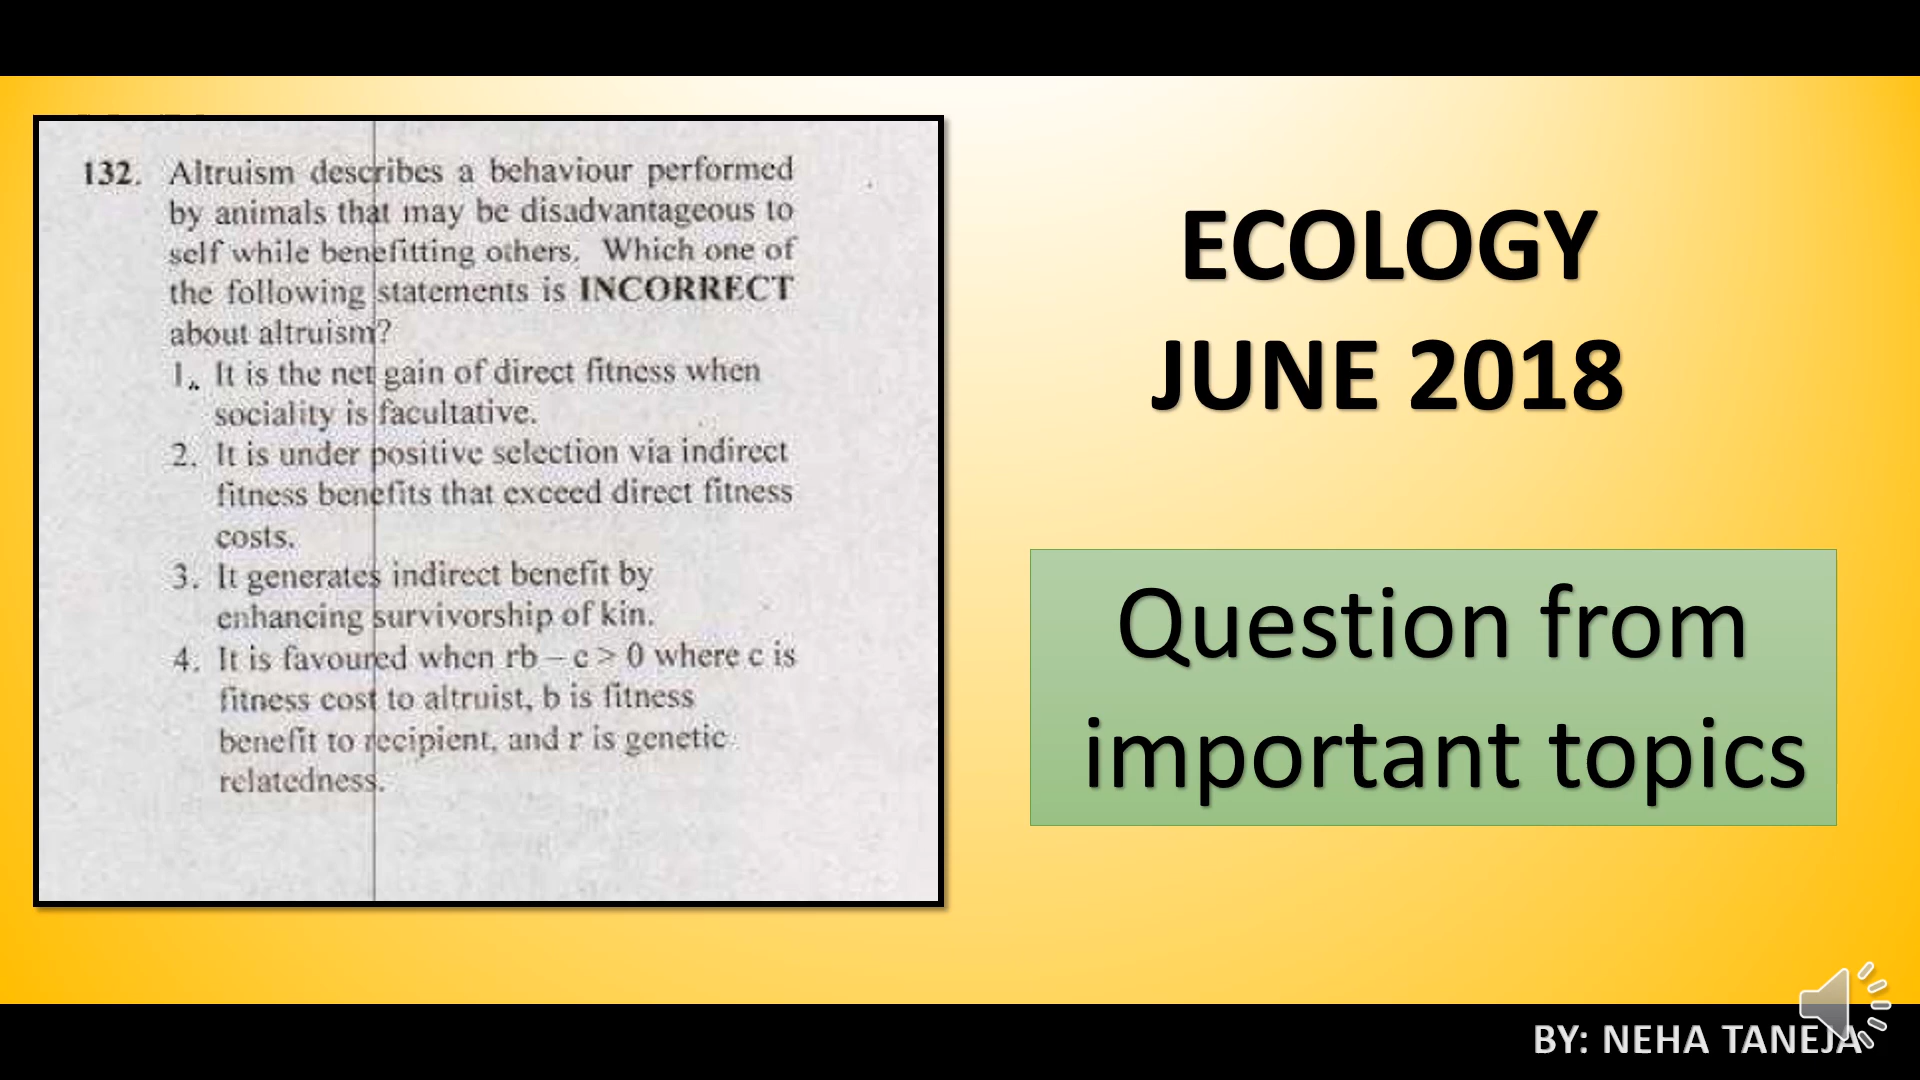 132. Altruism describes a behaviour performed
by animals that may be disadvantageous to
self while benefitting others. Which one of
the following statements is INCORRECT
about altruism?
1. It is the net gain of direct fitness when
sociality is facultative.
2. It is under positive selection via indirect
fitness benefits that exceed direct fitness
costs.
3. It generates indirect benefit by
enhancing survivorship of kin.
4. It is favoured when rb – c > 0 where c is
fitness cost to altruist, b is fitness
benefit to recipient, and r is genetic
relatedness.
ECOLOGY
JUNE 2018
Question from
important topics
BY: NEHA TANEJA